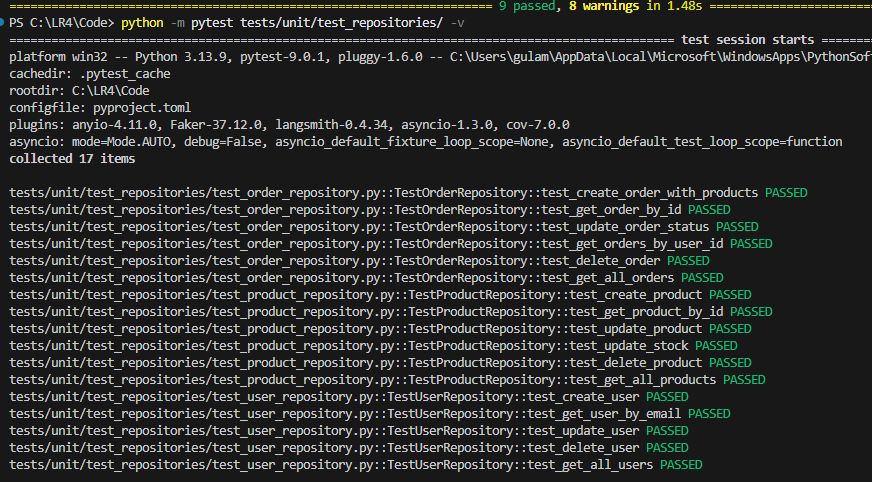 ============================================================ 9 passed, 8 warnings in 1.48s ====================
PS C:\LR4\Code> python -m pytest tests/unit/test_repositories/ -v
==================================================================================== test session starts =======
platform win32 -- Python 3.13.9, pytest-9.0.1, pluggy-1.6.0 -- C:\Users\gulam\AppData\Local\Microsoft\WindowsApps\PythonSof
cachedir: .pytest_cache
rootdir: C:\LR4\Code
configfile: pyproject.toml
plugins: anyio-4.11.0, Faker-37.12.0, langsmith-0.4.34, asyncio-1.3.0, cov-7.0.0
asyncio: mode=Mode.AUTO, debug=False, asyncio_default_fixture_loop_scope=None, asyncio_default_test_loop_scope=function
collected 17 items
tests/unit/test_repositories/test_order_repository.py::TestOrderRepository::test_create_order_with_products PASSED
tests/unit/test_repositories/test_order_repository.py::TestOrderRepository::test_get_order_by_id PASSED
tests/unit/test_repositories/test_order_repository.py::TestOrderRepository::test_update_order_status PASSED
tests/unit/test_repositories/test_order_repository.py::TestOrderRepository::test_get_orders_by_user_id PASSED
tests/unit/test_repositories/test_order_repository.py::TestOrderRepository::test_delete_order PASSED
tests/unit/test_repositories/test_order_repository.py::TestOrderRepository::test_get_all_orders PASSED
tests/unit/test_repositories/test_product_repository.py::TestProductRepository::test_create_product PASSED
tests/unit/test_repositories/test_product_repository.py::TestProductRepository::test_get_product_by_id PASSED
tests/unit/test_repositories/test_product_repository.py::TestProductRepository::test_update_product PASSED
tests/unit/test_repositories/test_product_repository.py::TestProductRepository::test_update_stock PASSED
tests/unit/test_repositories/test_product_repository.py::TestProductRepository::test_delete_product PASSED
tests/unit/test_repositories/test_product_repository.py::TestProductRepository::test_get_all_products PASSED
tests/unit/test_repositories/test_user_repository.py::TestUserRepository::test_create_user PASSED
tests/unit/test_repositories/test_user_repository.py::TestUserRepository::test_get_user_by_email PASSED
tests/unit/test_repositories/test_user_repository.py::TestUserRepository::test_update_user PASSED
tests/unit/test_repositories/test_user_repository.py::TestUserRepository::test_delete_user PASSED
tests/unit/test_repositories/test_user_repository.py::TestUserRepository::test_get_all_users PASSED